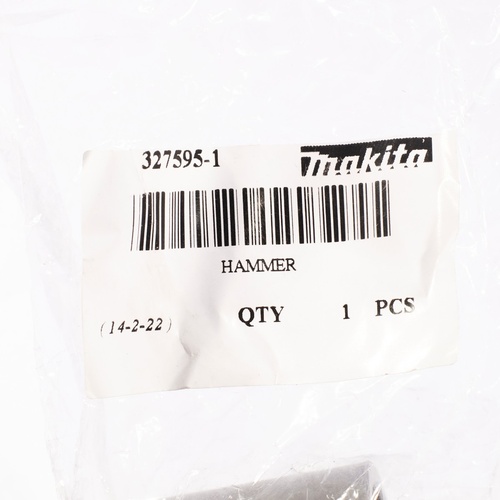 327595-1 makita
HAMMER
(14-2-22) QTY 1 PCS